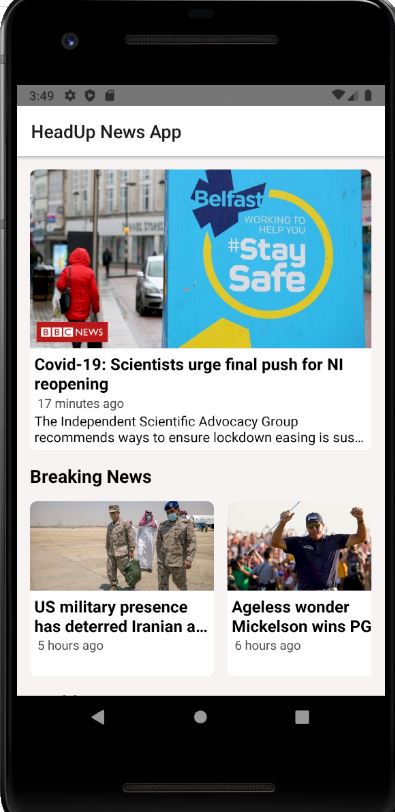 3:49
HeadUp News App
Belfast
WORKING TO
HELP YOU
#Stay
Safe
BBC NEWS
Covid-19: Scientists urge final push for NI
reopening
17 minutes ago
The Independent Scientific Advocacy Group
recommends ways to ensure lockdown easing is sus…
Breaking News
US military presence
has deterred Iranian a…
5 hours ago
Ageless wonder
Mickelson wins PG
6 hours ago